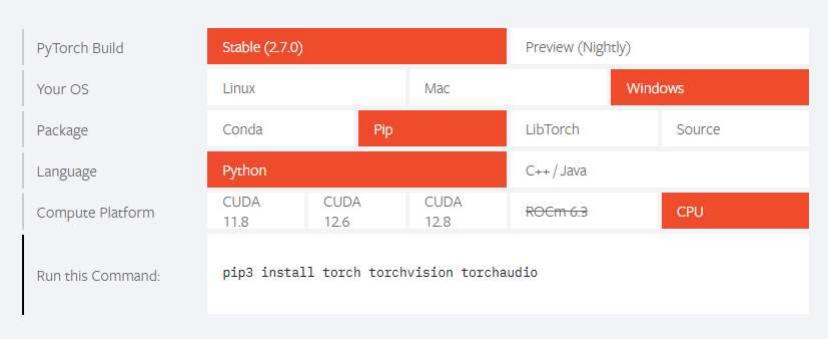 PyTorch Build Stable (2.7.0) Preview (Nightly)
Your OS Linux Mac Windows
Package Conda Pip LibTorch Source
Language Python C++ / Java
Compute Platform CUDA 11.8 CUDA 12.6 CUDA 12.8 ROCm 6.3 CPU
Run this Command: pip3 install torch torchvision torchaudio